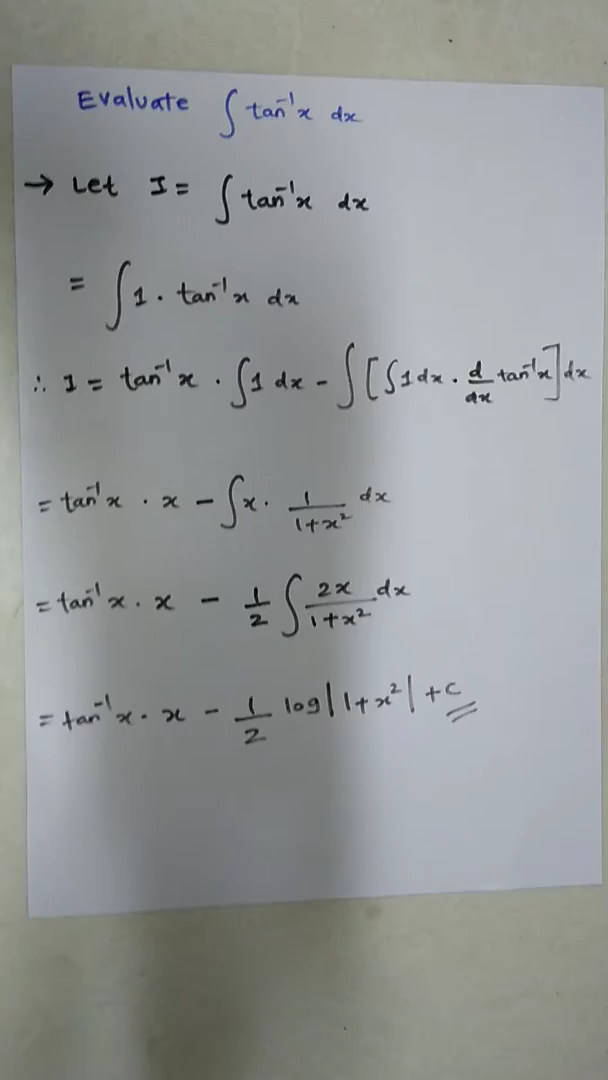 Evaluate ∫ tan⁻¹x dx
→ Let I = ∫ tan⁻¹x dx
= ∫ 1 · tan⁻¹x dx
∴ I = tan⁻¹x · ∫1 dx - ∫ [∫1 dx · d/dx tan⁻¹x] dx
= tan⁻¹x · x - ∫x · 1/(1+x²) dx
= tan⁻¹x · x - 1/2 ∫ 2x/(1+x²) dx
= tan⁻¹x · x - 1/2 log|1+x²| + c